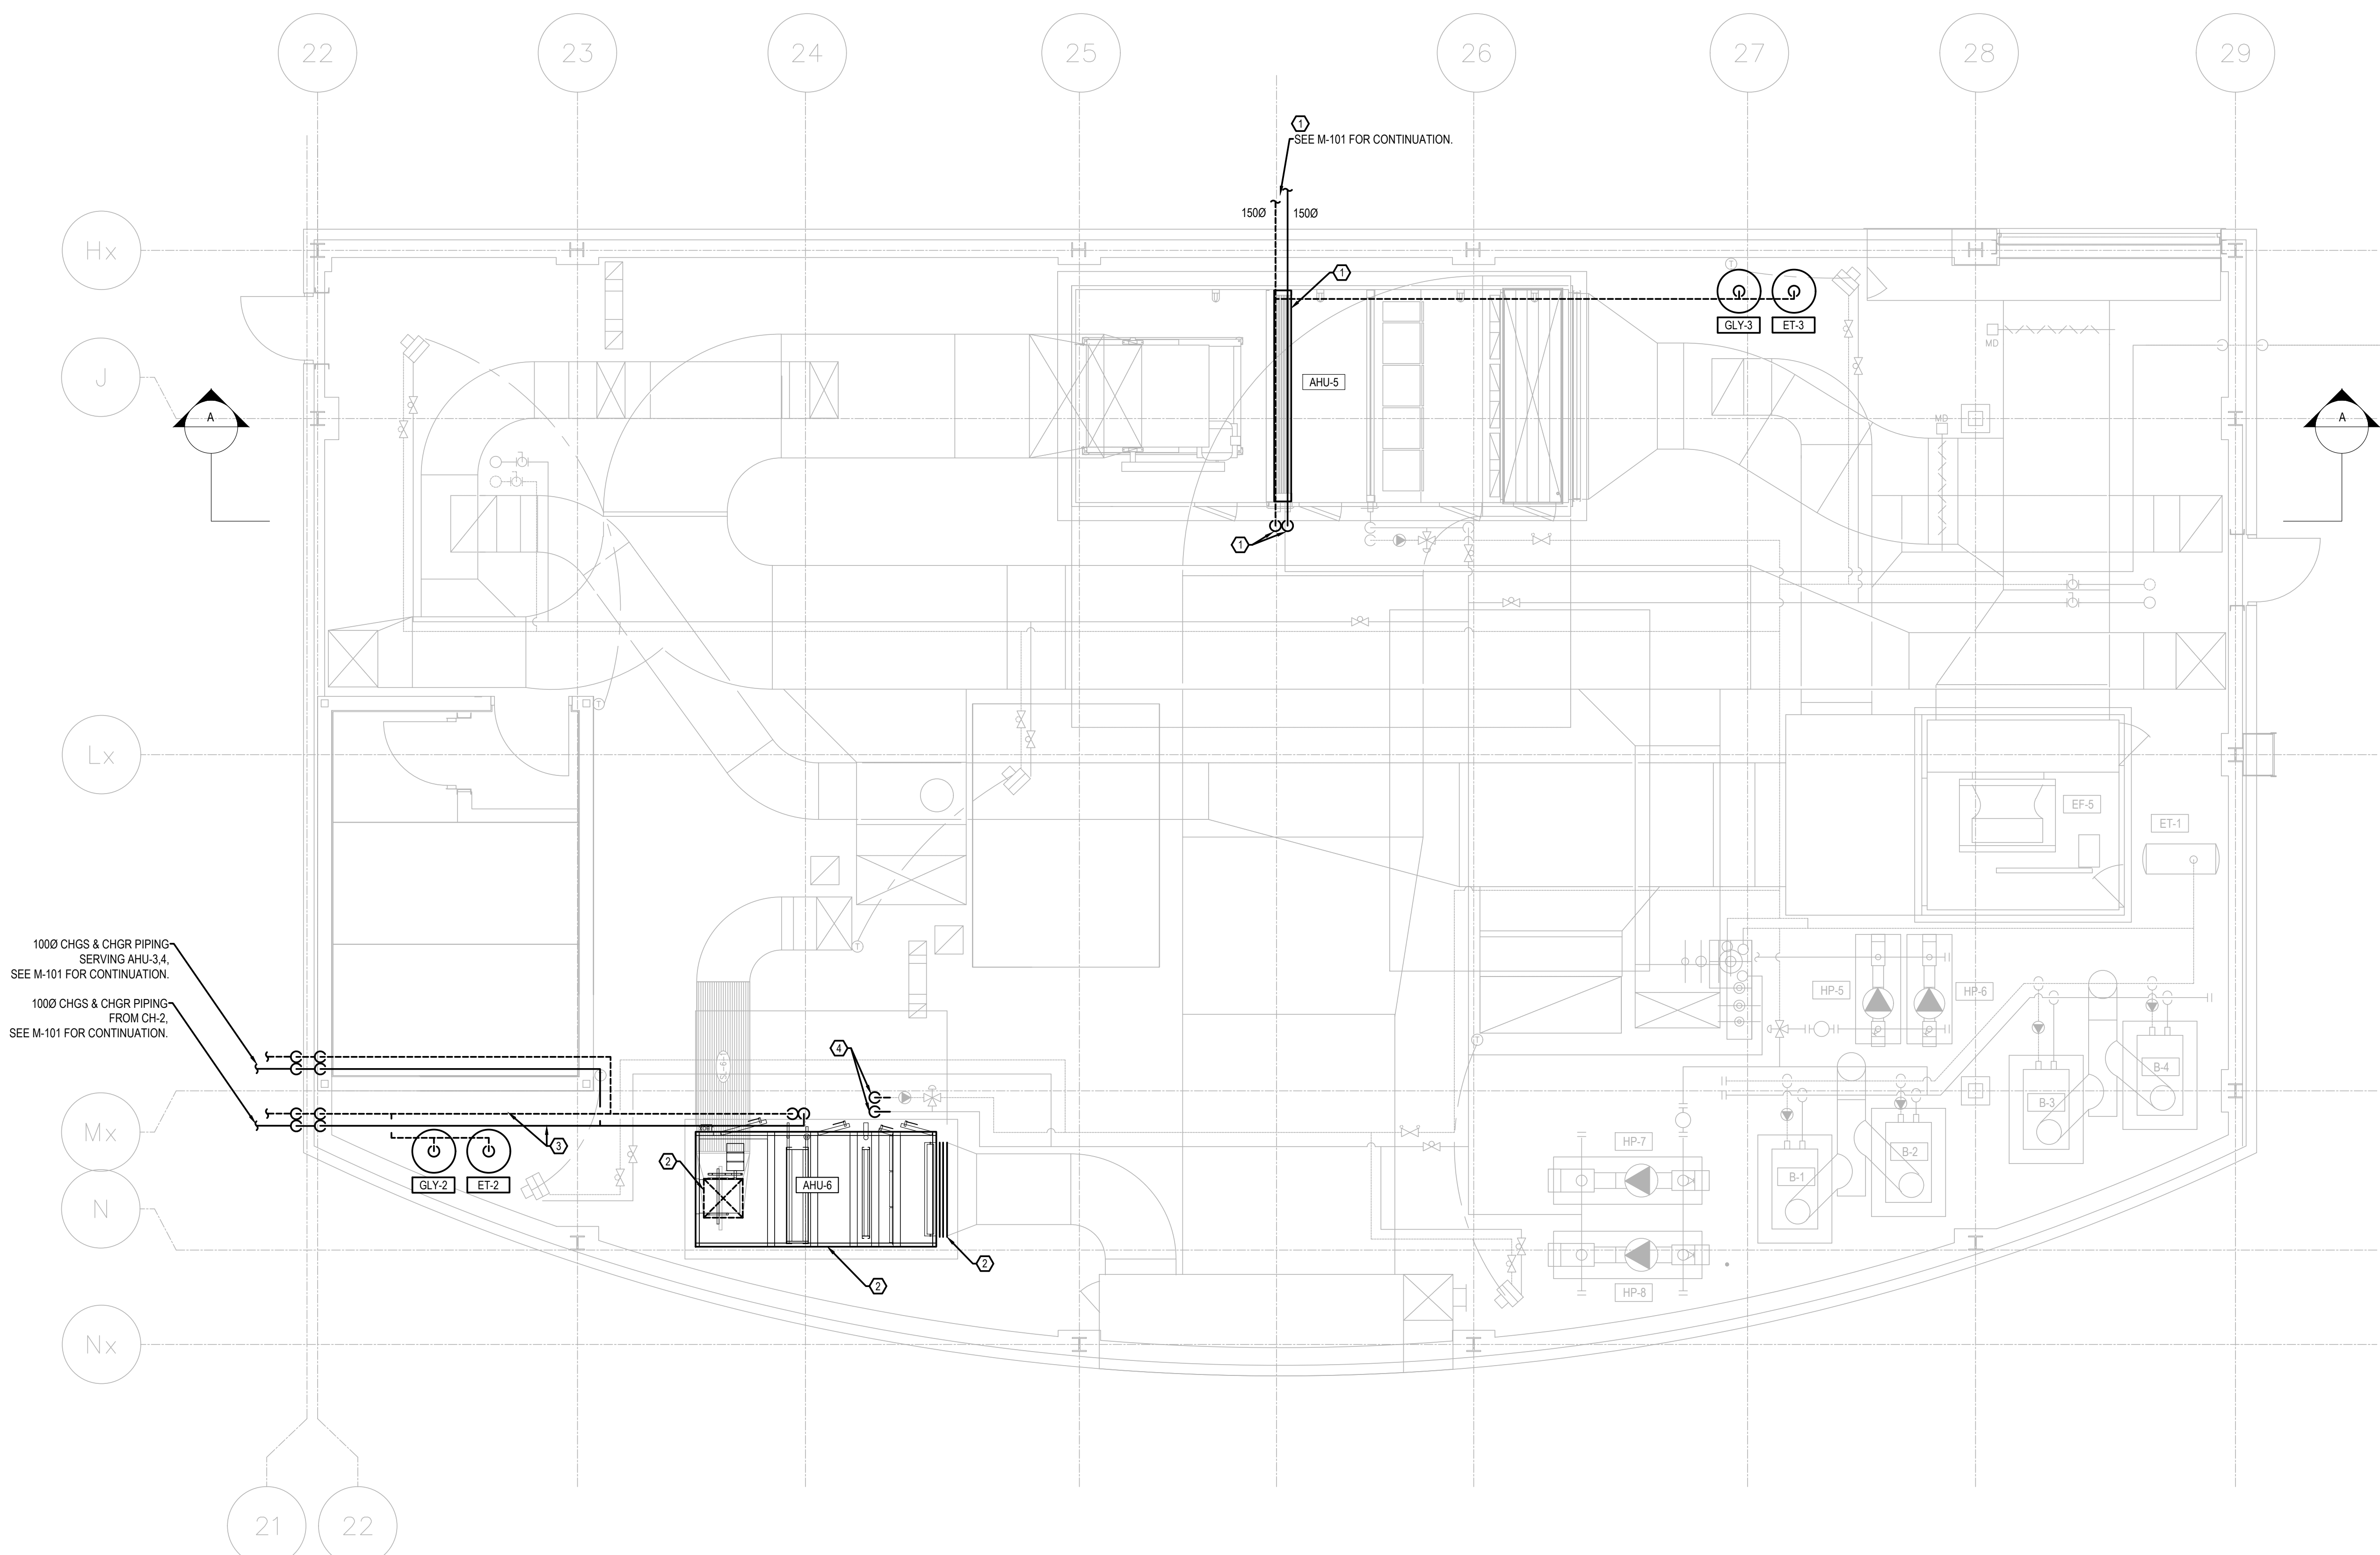 22
23
24
25
26
27
28
29
1
SEE M-101 FOR CONTINUATION.
150Ø
150Ø
Hx
1
T
GLY-3
ET-3
MD
J
AHU-5
A
A
MD
1
T
Lx
EF-5
ET-1
100Ø CHGS & CHGR PIPING
SERVING AHU-3,4,
SEE M-101 FOR CONTINUATION.
T
HP-5
HP-6
100Ø CHGS & CHGR PIPING
FROM CH-2,
SEE M-101 FOR CONTINUATION.
4
T
B-4
B-3
Mx
3
HP-7
B-2
2
B-1
GLY-2
ET-2
AHU-6
N
2
2
HP-8
Nx
21
22